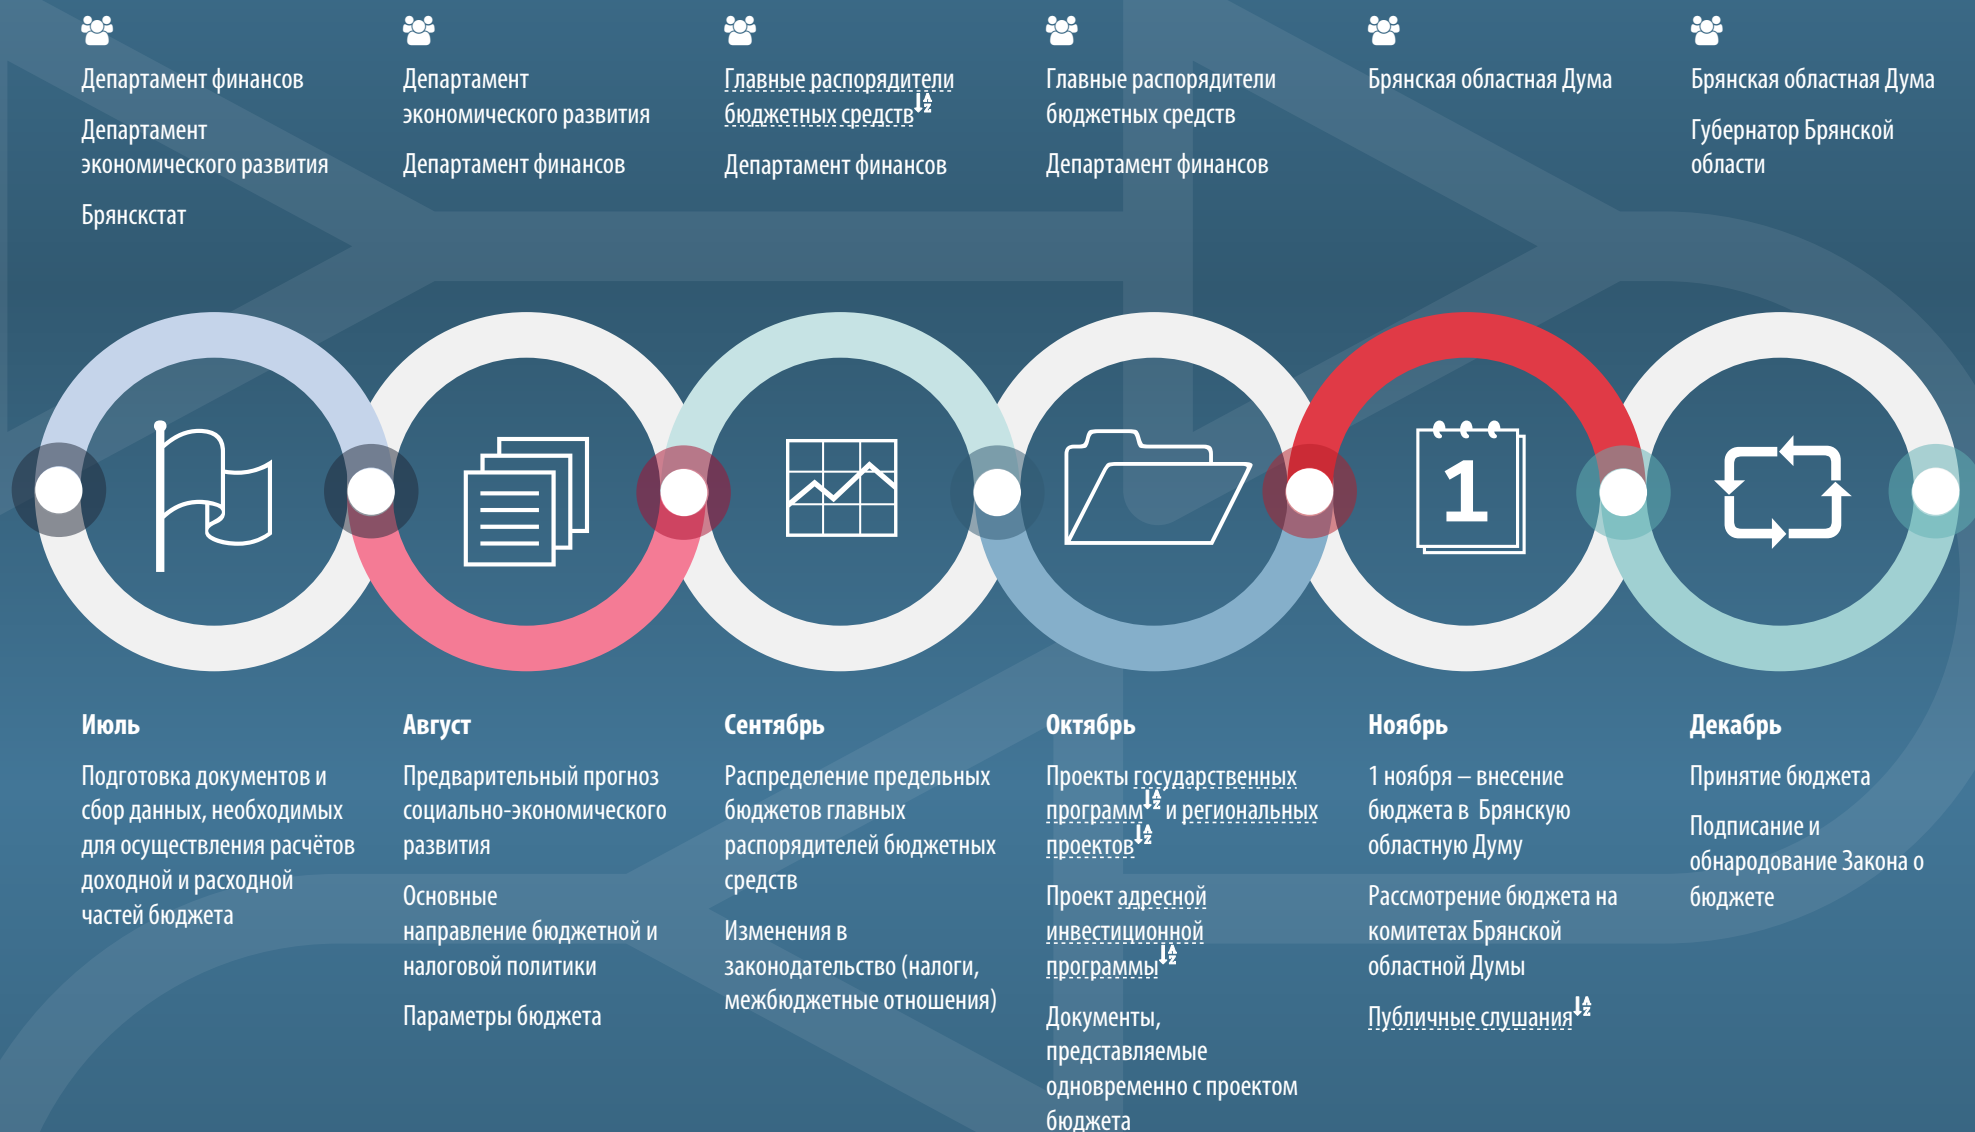 Департамент финансов
Департамент
экономического развития
Брянскстат
Департамент
экономического развития
Департамент финансов
Главные распорядители
бюджетных средств
Департамент финансов
Главные распорядители
бюджетных средств
Департамент финансов
Брянская областная Дума
Брянская областная Дума
Губернатор Брянской
области
1
Июль
Подготовка документов и
сбор данных, необходимых
для осуществления расчётов
доходной и расходной
частей бюджета
Август
Предварительный прогноз
социально-экономического
развития
Основные
направление бюджетной и
налоговой политики
Параметры бюджета
Сентябрь
Распределение предельных
бюджетов главных
распорядителей бюджетных
средств
Изменения в
законодательство (налоги,
межбюджетные отношения)
Октябрь
Проекты государственных
программ и региональных
проектов
Проект адресной
инвестиционной
программы
Документы,
представляемые
одновременно с проектом
бюджета
Ноябрь
1 ноября – внесение
бюджета в Брянскую
областную Думу
Рассмотрение бюджета на
комитетах Брянской
областной Думы
Публичные слушания
Декабрь
Принятие бюджета
Подписание и
обнародование Закона о
бюджете